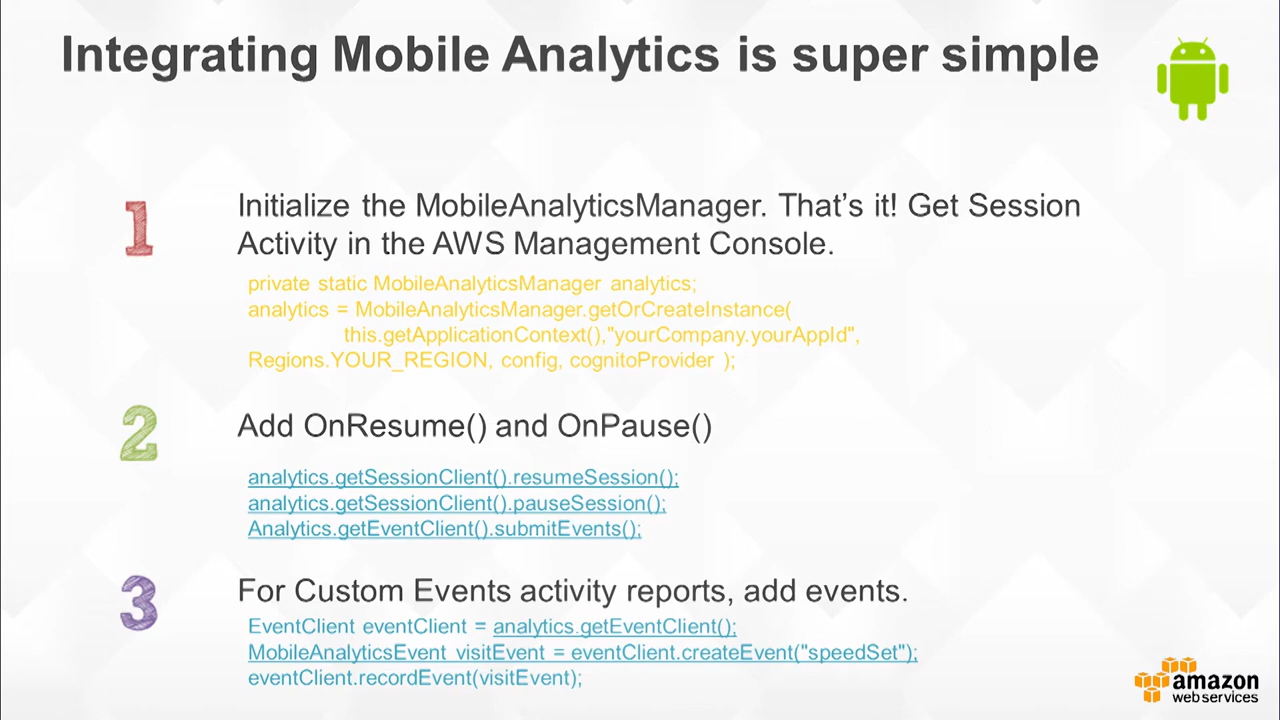 Integrating Mobile Analytics is super simple
1
Initialize the MobileAnalyticsManager. That's it! Get Session
Activity in the AWS Management Console.
private static MobileAnalyticsManager analytics;
analytics = MobileAnalyticsManager.getOrCreateInstance(
this.getApplicationContext(),"yourCompany.yourAppId",
Regions.YOUR_REGION, config, cognitoProvider );
2
Add OnResume() and OnPause()
analytics.getSessionClient().resumeSession();
analytics.getSessionClient().pauseSession();
Analytics.getEventClient().submitEvents();
3
For Custom Events activity reports, add events.
EventClient eventClient = analytics.getEventClient();
MobileAnalyticsEvent visitEvent = eventClient.createEvent("speedSet");
eventClient.recordEvent(visitEvent);
amazon
webservices